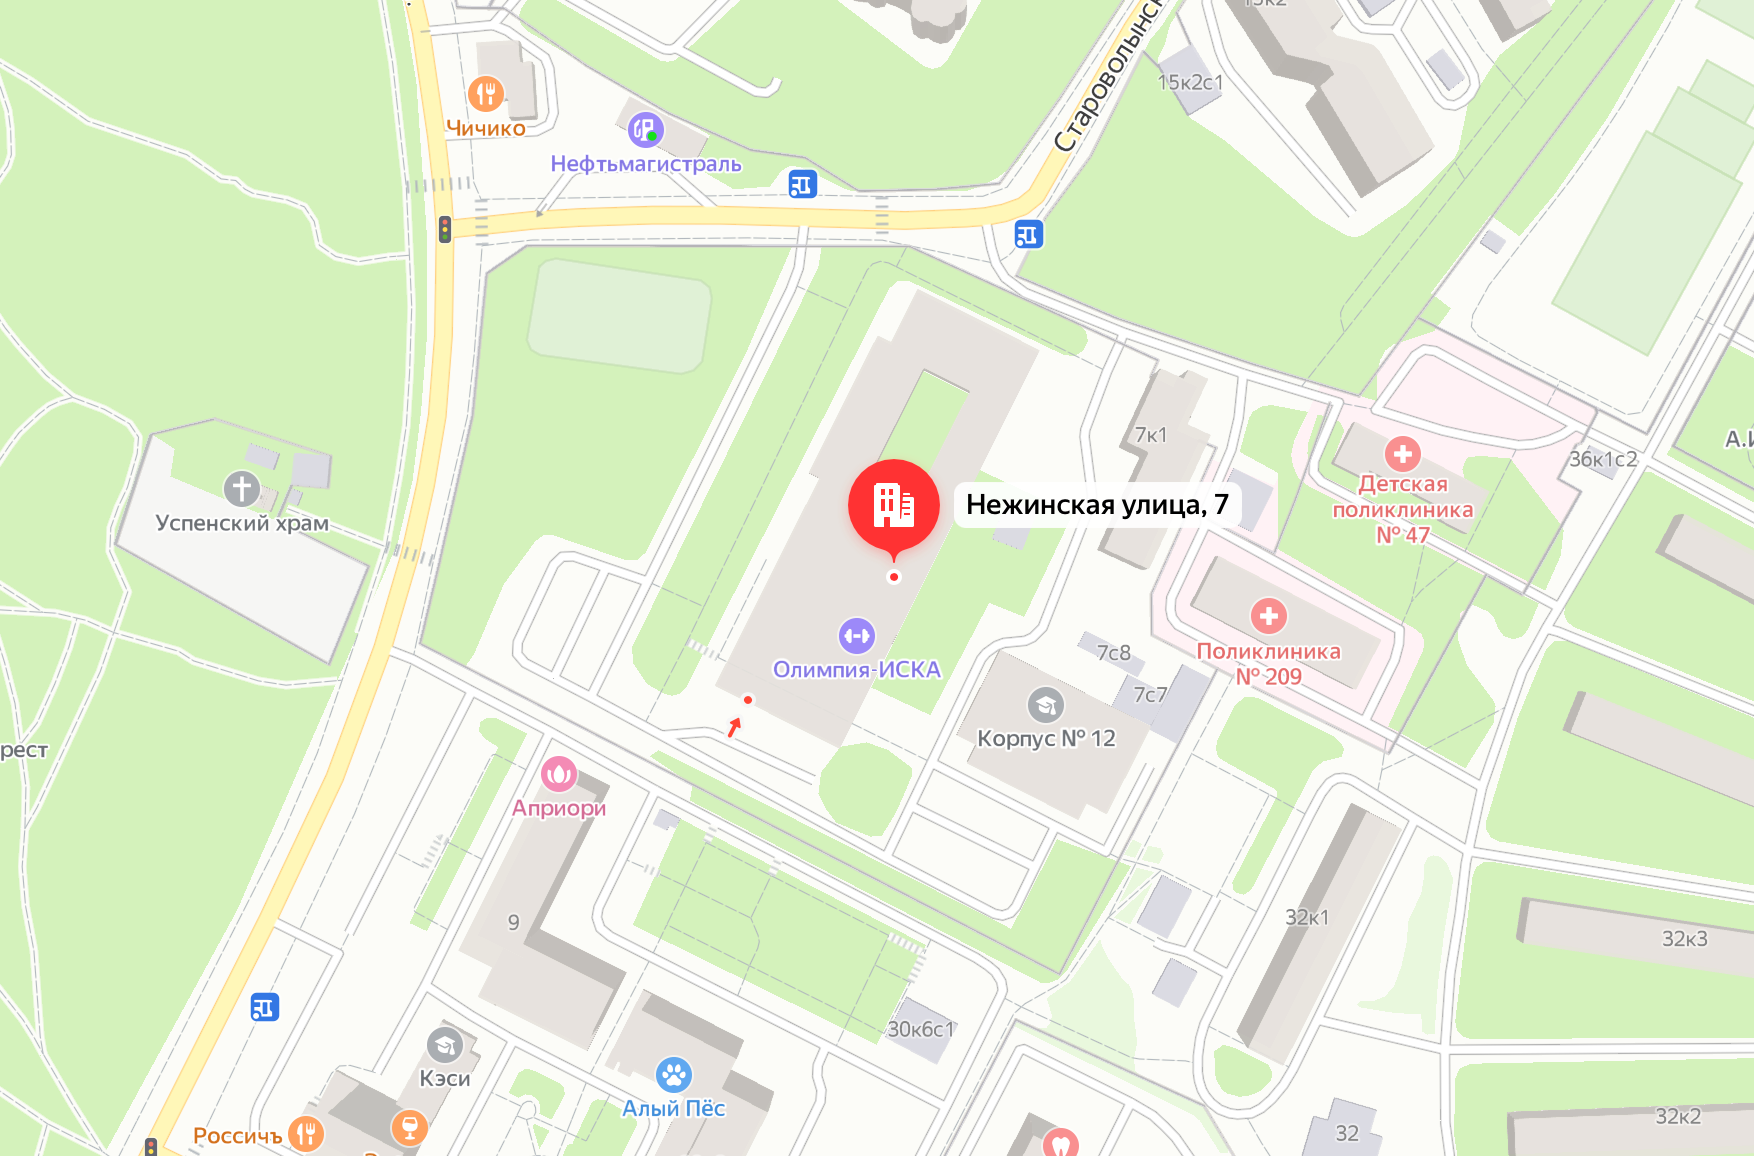 15к2
Староволынск
15к2с1
Чичико
Нефтьмагистраль
7к1
А.И
36к1с2
Детская
поликлиника
№ 47
Нежинская улица, 7
Успенский храм
Поликлиника
№ 209
7с8
7с7
Олимпия-ИСКА
Корпус № 12
рест
Априори
9
32к1
32к3
30к6с1
Кэси
Алый Пёс
Россичъ
32
32к2